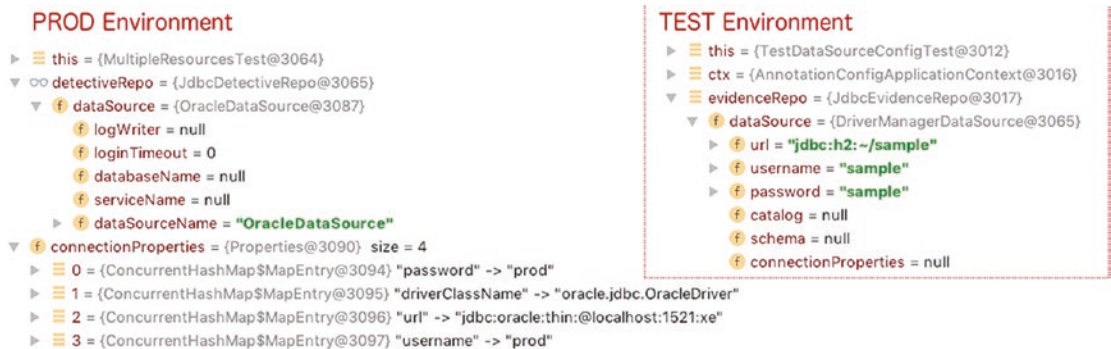 PROD Environment
this = {MultipleResourcesTest@3064}
detectiveRepo = {JdbcDetectiveRepo@3065}
f dataSource = {OracleDataSource@3087}
f logWriter = null
f loginTimeout = 0
f databaseName = null
f serviceName = null
f dataSourceName = "OracleDataSource"
f connectionProperties = {Properties@3090} size = 4
0 = {ConcurrentHashMap$MapEntry@3094} "password" -> "prod"
1 = {ConcurrentHashMap$MapEntry@3095} "driverClassName" -> "oracle.jdbc.OracleDriver"
2 = {ConcurrentHashMap$MapEntry@3096} "url" -> "jdbc:oracle:thin:@localhost:1521:xe"
3 = {ConcurrentHashMap$MapEntry@3097} "username" -> "prod"
TEST Environment
this = {TestDataSourceConfigTest@3012}
ctx = {AnnotationConfigApplicationContext@3016}
evidenceRepo = {JdbcEvidenceRepo@3017}
f dataSource = {DriverManagerDataSource@3065}
f url = "jdbc:h2:~/sample"
f username = "sample"
f password = "sample"
f catalog = null
f schema = null
f connectionProperties = null